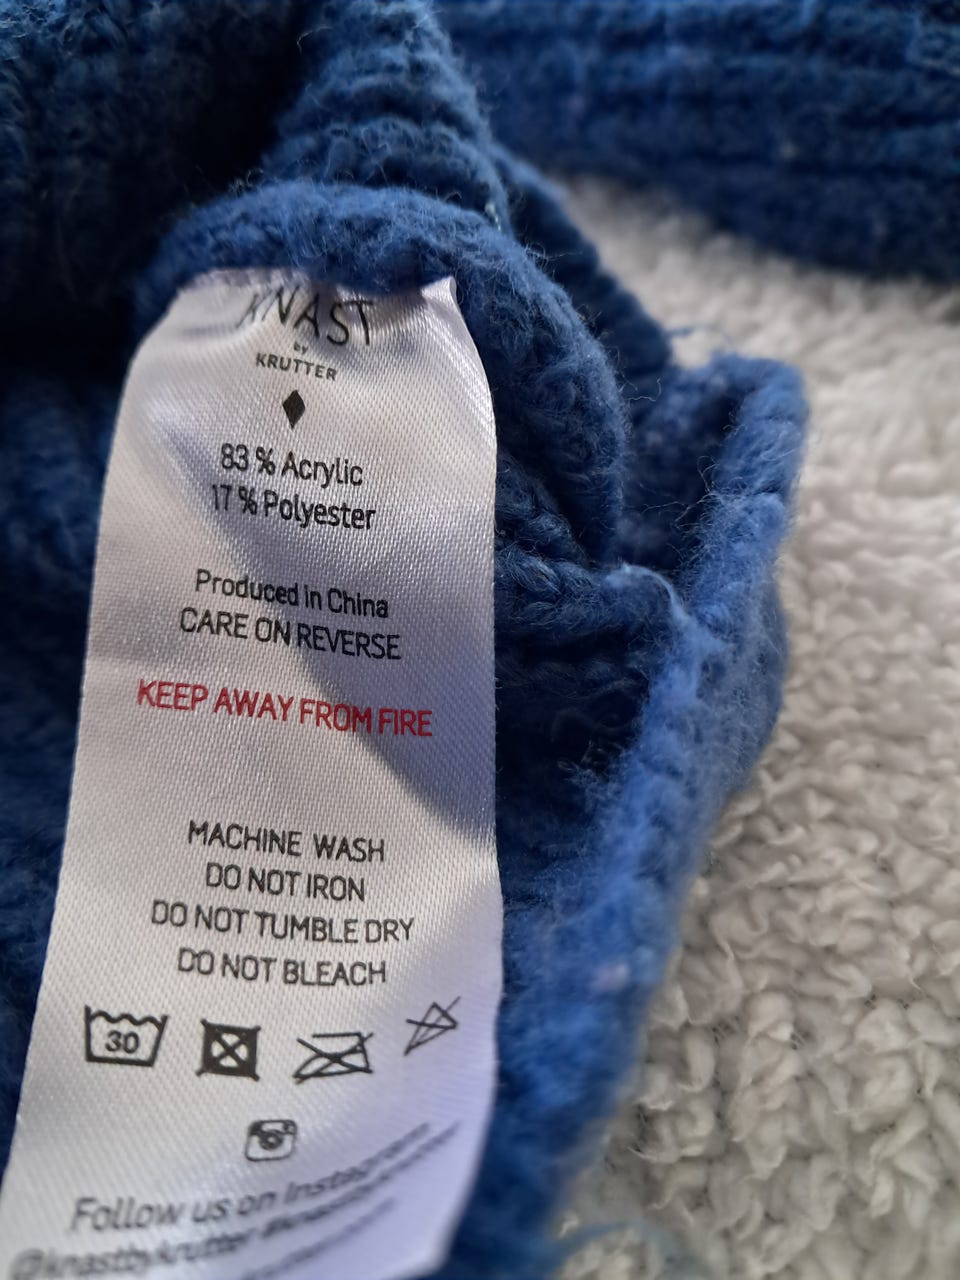 KNAST
BY
KRUTTER
83 % Acrylic
17 % Polyester
Produced in China
CARE ON REVERSE
KEEP AWAY FROM FIRE
MACHINE WASH
DO NOT IRON
DO NOT TUMBLE DRY
DO NOT BLEACH
30
Follow us on Instagram
@knastbykrutter